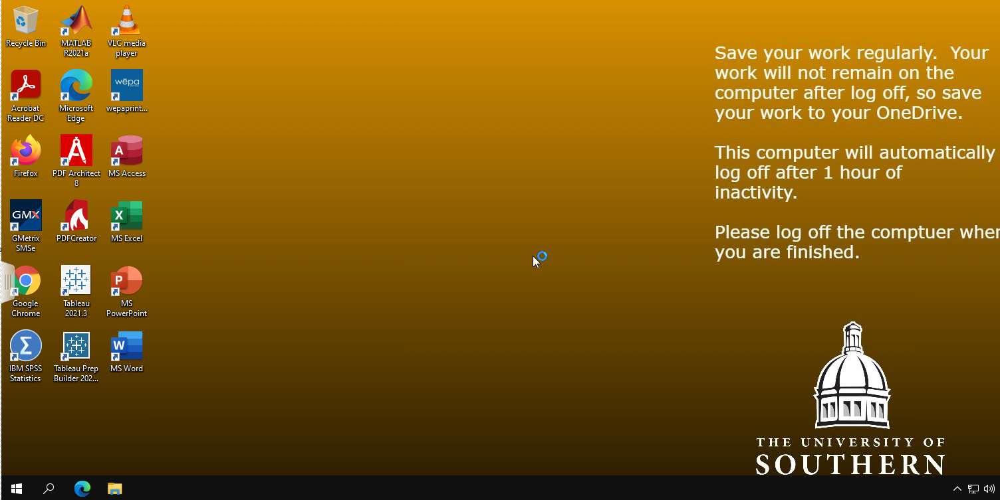 Recycle Bin
MATLAB
R2021a
VLC media
player
Acrobat
Reader DC
Microsoft
Edge
wēpa
wepaprint...
Firefox
PDF Architect
8
A
MS Access
GMX
GMetrix
SMSe
PDFCreator
X
MS Excel
Google
Chrome
Tableau
2021.3
P
MS
PowerPoint
Σ
IBM SPSS
Statistics
Tableau Prep
Builder 202...
W
MS Word
Save your work regularly.  Your
work will not remain on the
computer after log off, so save
your work to your OneDrive.
This computer will automatically
log off after 1 hour of
inactivity.
Please log off the comptuer when
you are finished.
THE UNIVERSITY OF
SOUTHERN